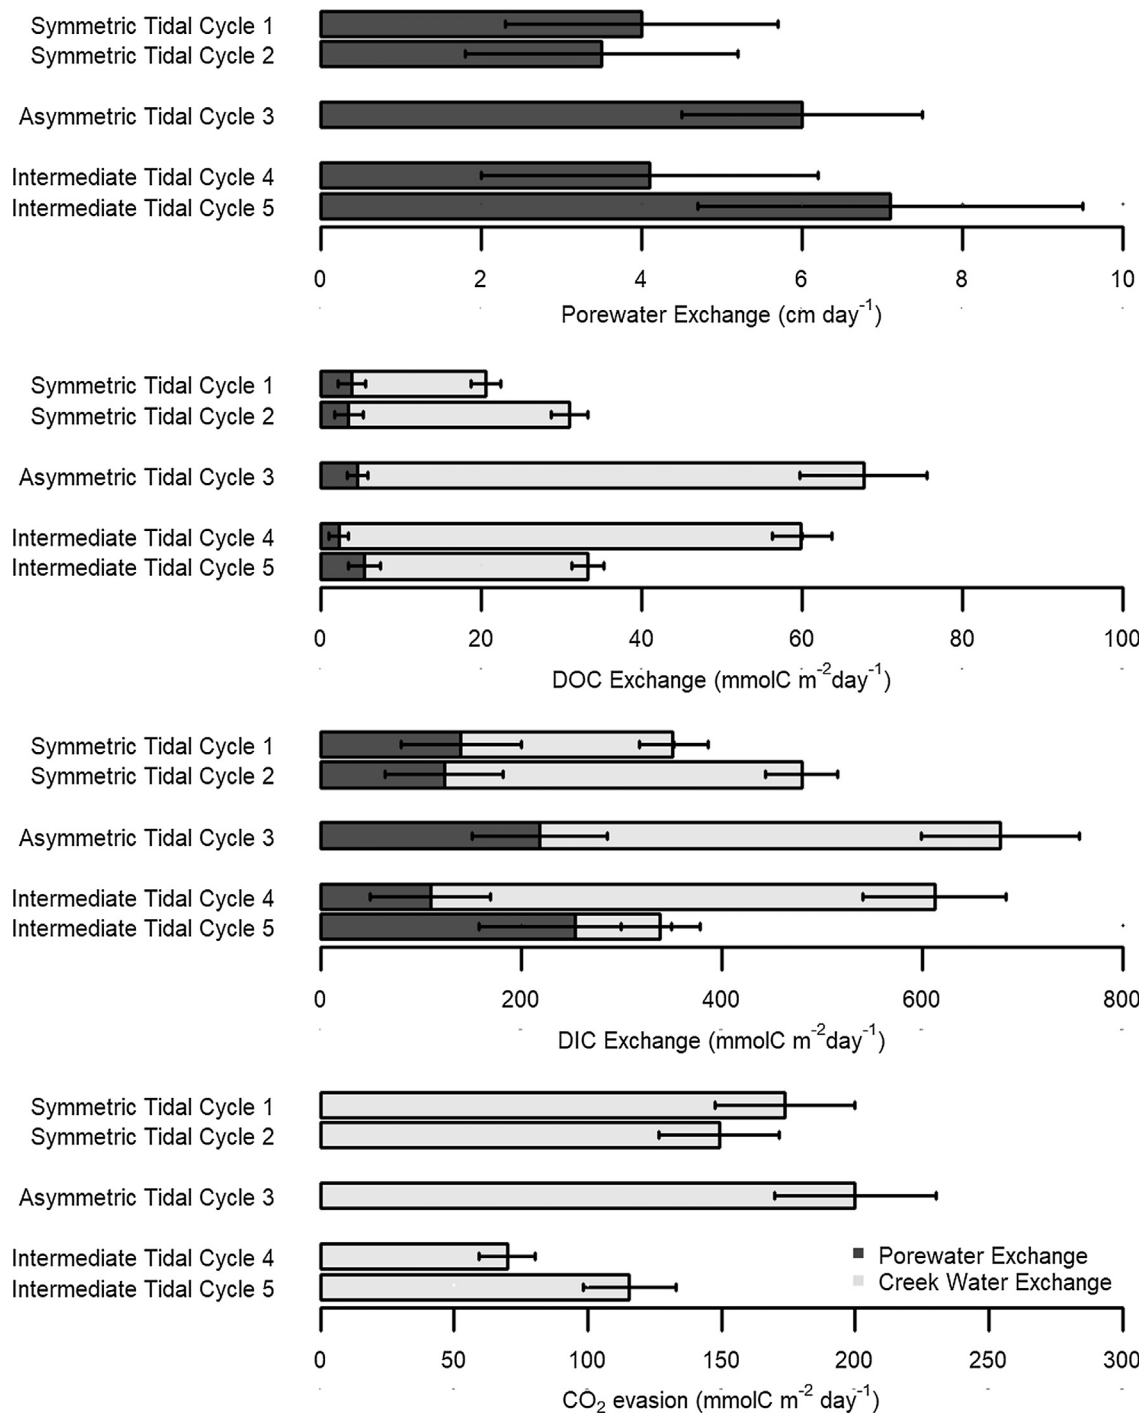 Symmetric Tidal Cycle 1
Symmetric Tidal Cycle 2
Asymmetric Tidal Cycle 3
Intermediate Tidal Cycle 4
Intermediate Tidal Cycle 5
0 2 4 6 8 10
Porewater Exchange (cm day⁻¹)
Symmetric Tidal Cycle 1
Symmetric Tidal Cycle 2
Asymmetric Tidal Cycle 3
Intermediate Tidal Cycle 4
Intermediate Tidal Cycle 5
0 20 40 60 80 100
DOC Exchange (mmolC m⁻²day⁻¹)
Symmetric Tidal Cycle 1
Symmetric Tidal Cycle 2
Asymmetric Tidal Cycle 3
Intermediate Tidal Cycle 4
Intermediate Tidal Cycle 5
0 200 400 600 800
DIC Exchange (mmolC m⁻²day⁻¹)
Symmetric Tidal Cycle 1
Symmetric Tidal Cycle 2
Asymmetric Tidal Cycle 3
Intermediate Tidal Cycle 4
Intermediate Tidal Cycle 5
Porewater Exchange
Creek Water Exchange
0 50 100 150 200 250 300
CO₂ evasion (mmolC m⁻² day⁻¹)